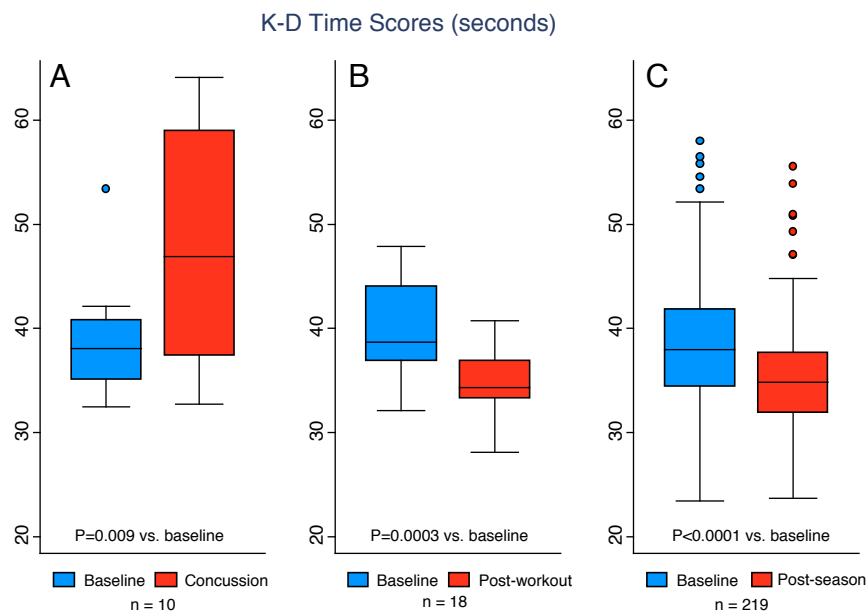 K-D Time Scores (seconds)
A
60
50
40
30
20
P=0.009 vs. baseline
Baseline Concussion
n = 10
B
60
50
40
30
20
P=0.0003 vs. baseline
Baseline Post-workout
n = 18
C
60
50
40
30
20
P<0.0001 vs. baseline
Baseline Post-season
n = 219